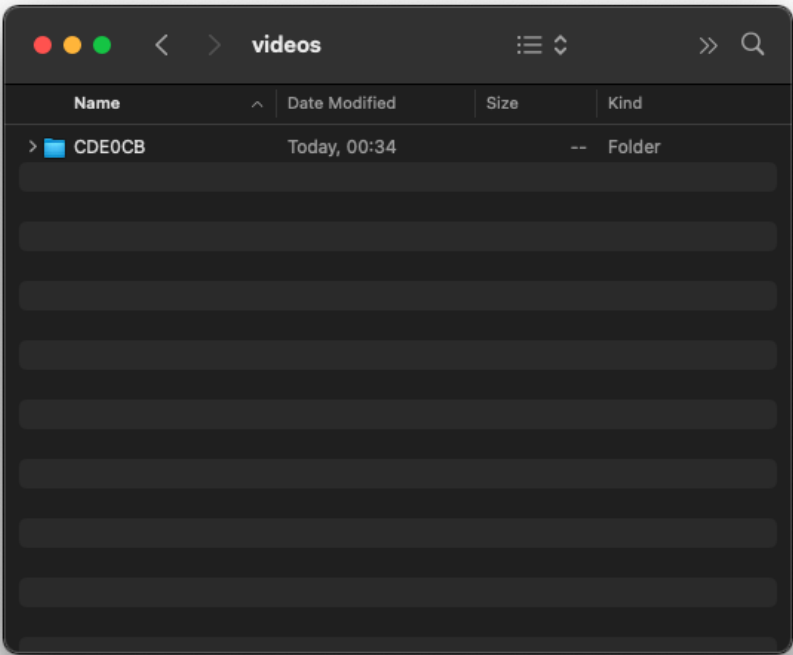 videos
Name Date Modified Size Kind
CDE0CB Today, 00:34 -- Folder